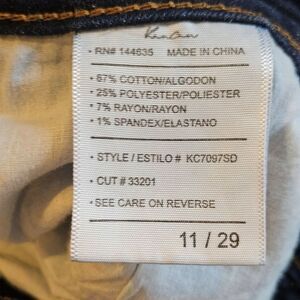 KanCan
• RN# 144635 MADE IN CHINA
• 67% COTTON/ALGODON
• 25% POLYESTER/POLIESTER
• 7% RAYON/RAYON
• 1% SPANDEX/ELASTANO
• STYLE / ESTILO # KC7097SD
• CUT # 33201
• SEE CARE ON REVERSE
11 / 29